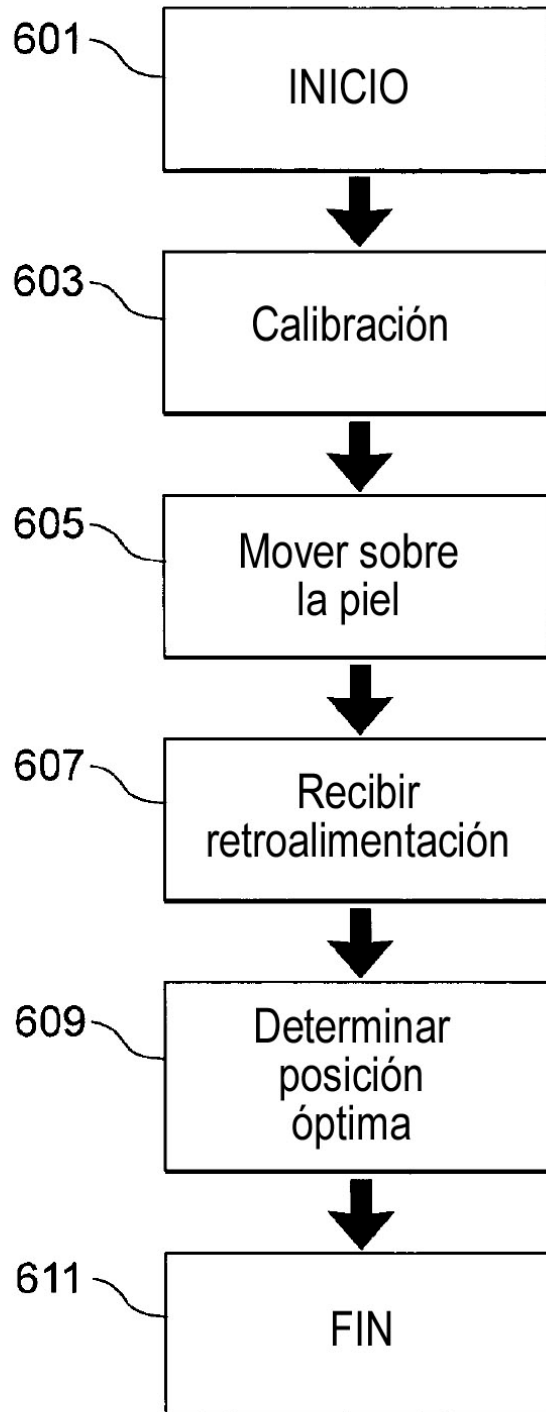 601
INICIO
603
Calibración
605
Mover sobre
la piel
607
Recibir
retroalimentación
609
Determinar
posición
óptima
611
FIN